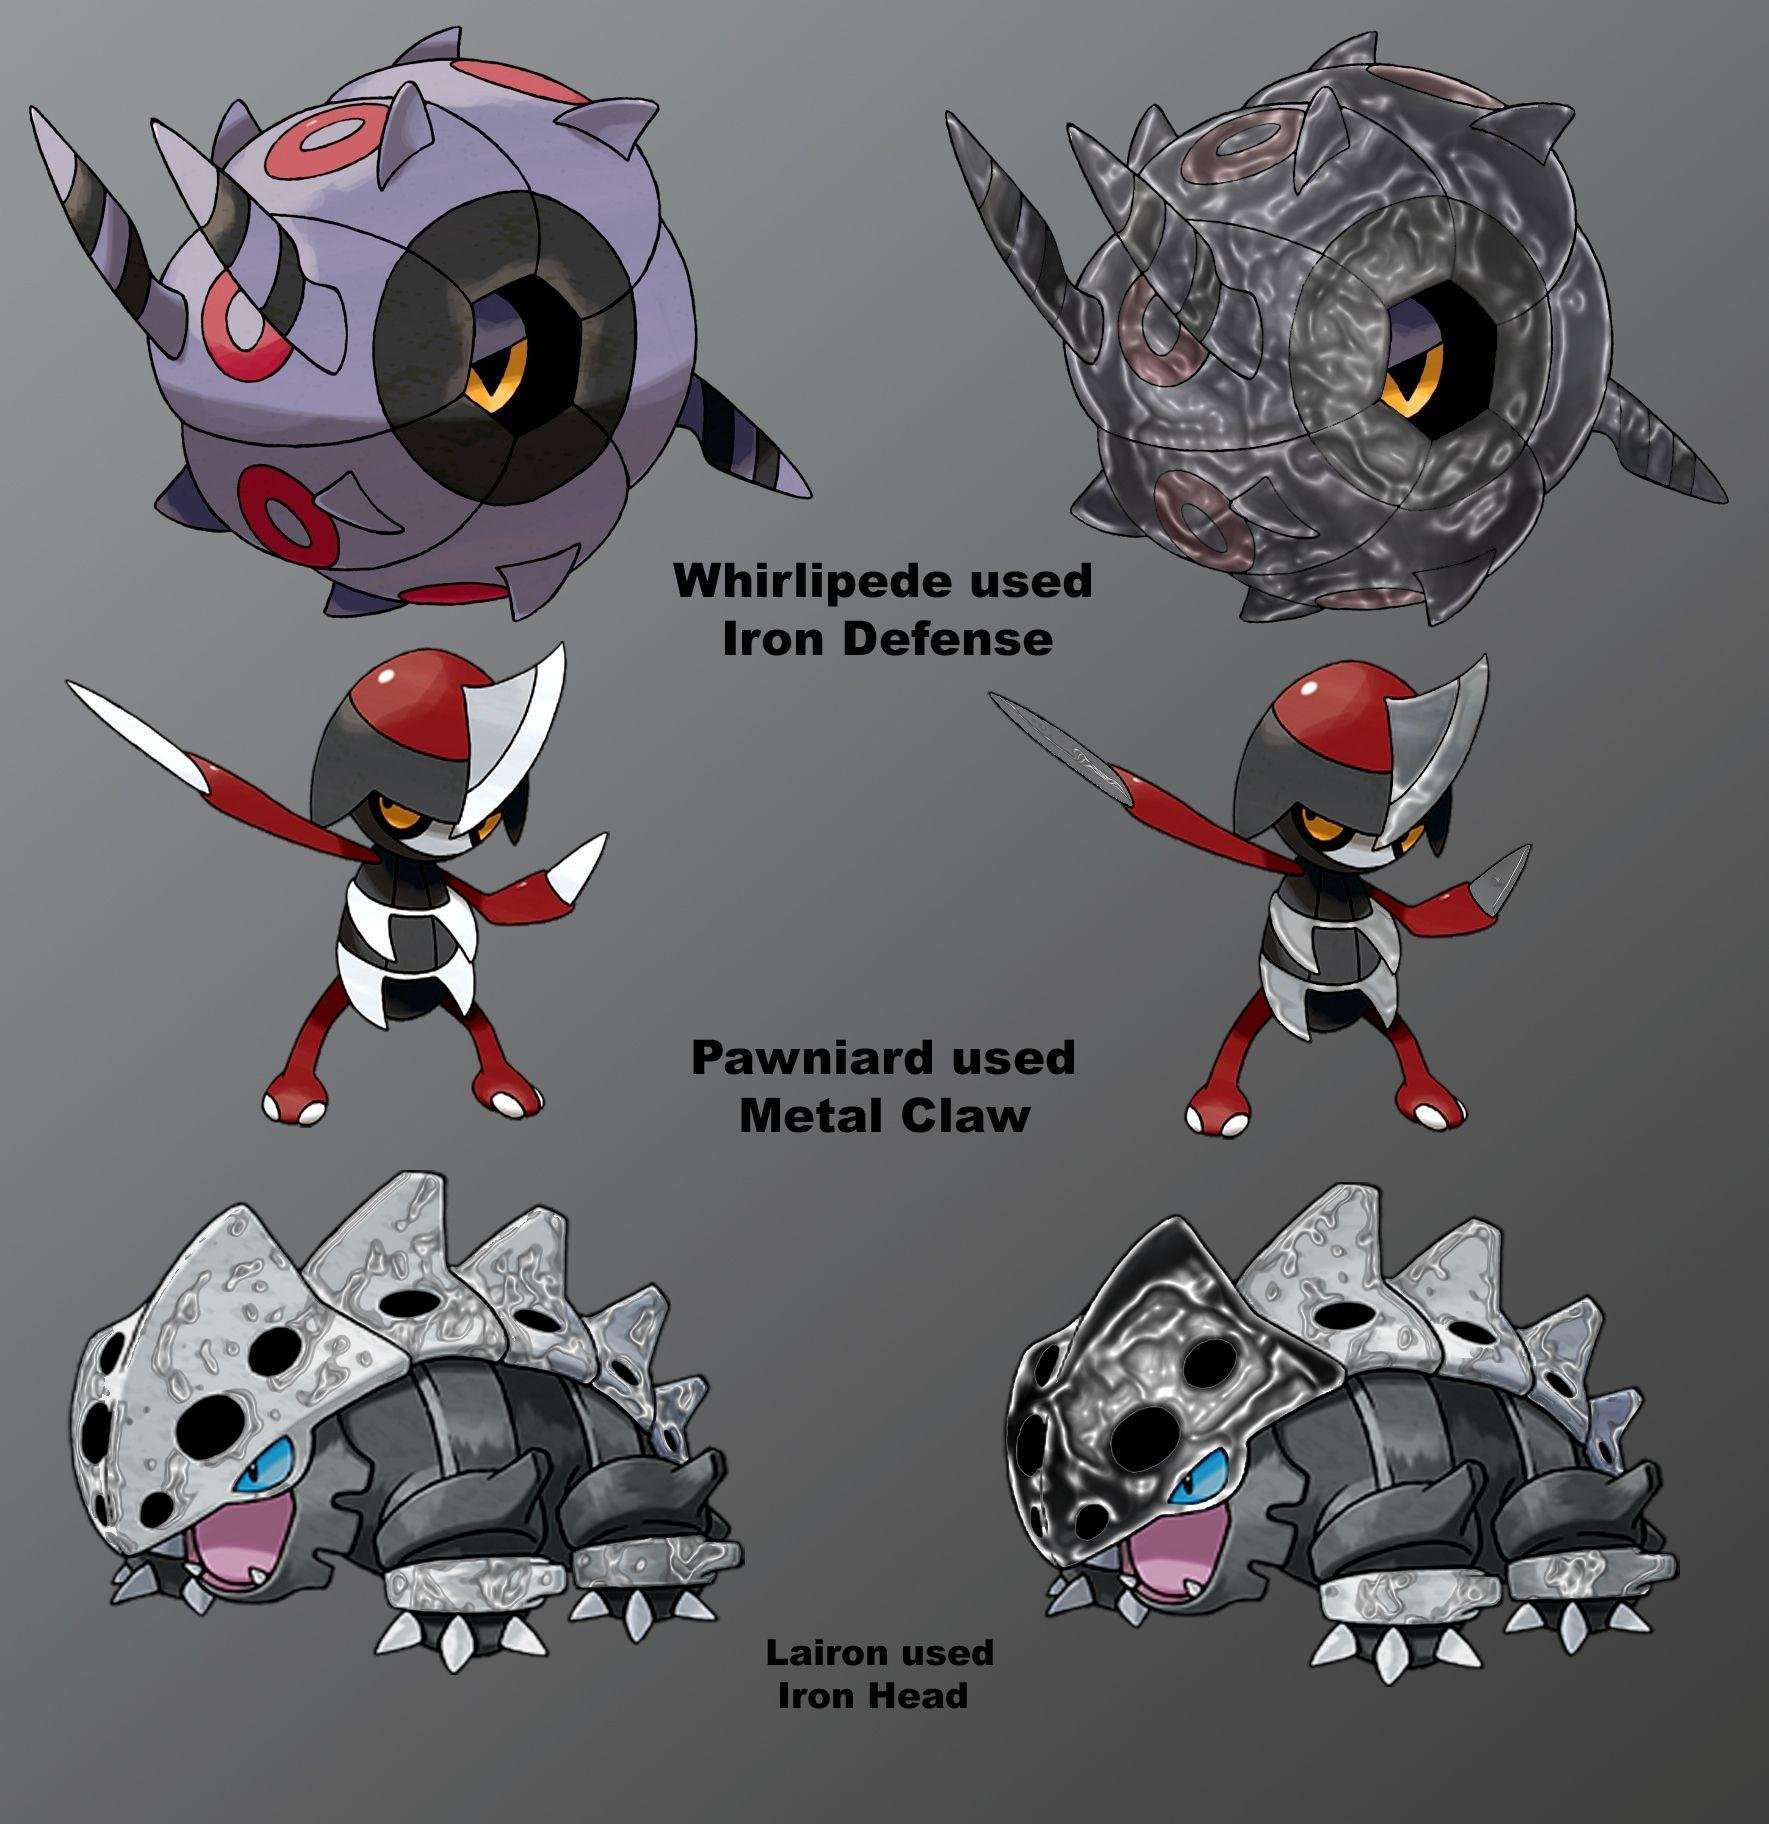 Whirlipede used
Iron Defense
Pawniard used
Metal Claw
Lairon used
Iron Head